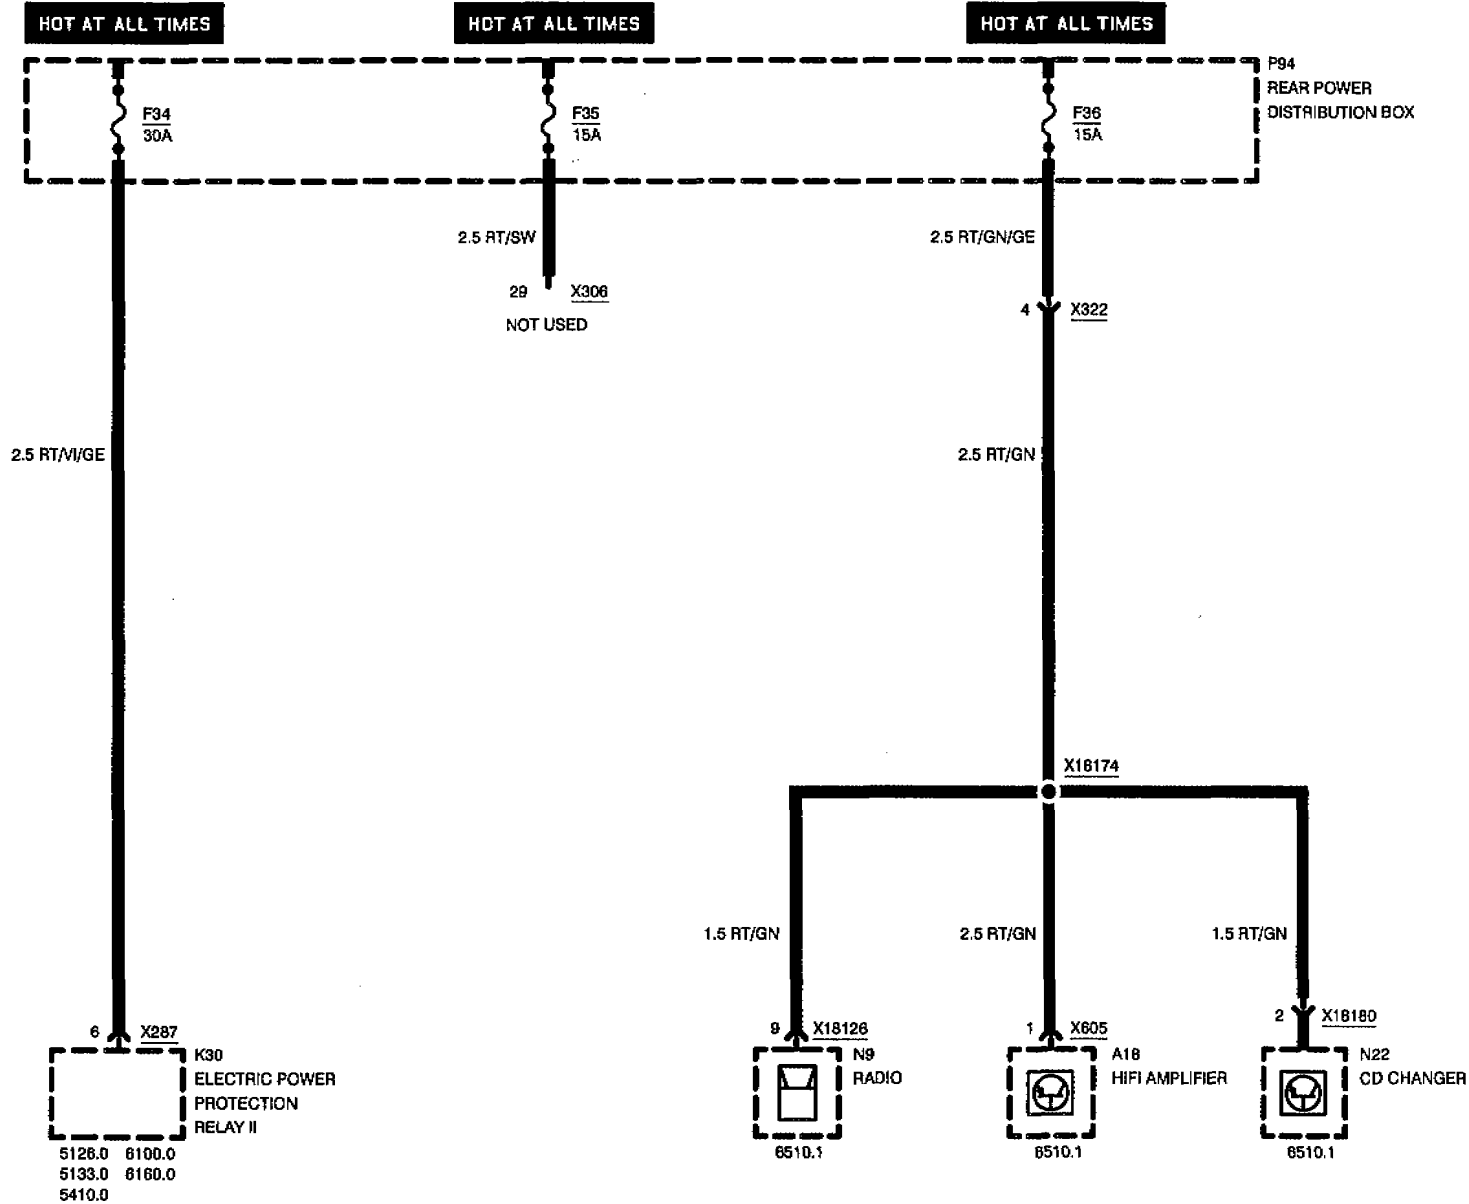 HOT AT ALL TIMES
HOT AT ALL TIMES
HOT AT ALL TIMES
P94
REAR POWER
DISTRIBUTION BOX
F34
30A
F35
15A
F36
15A
2.5 RT/SW
2.5 RT/GN/GE
29 X306
NOT USED
4 X322
2.5 RT/VI/GE
2.5 RT/GN
X18174
1.5 RT/GN
2.5 RT/GN
1.5 RT/GN
2 X18180
6 X287
9 X18126
1 X605
K30
ELECTRIC POWER
PROTECTION
RELAY II
N9
RADIO
A18
HIFI AMPLIFIER
N22
CD CHANGER
5126.0 6100.0
5133.0 6160.0
5410.0
6510.1
6510.1
6510.1